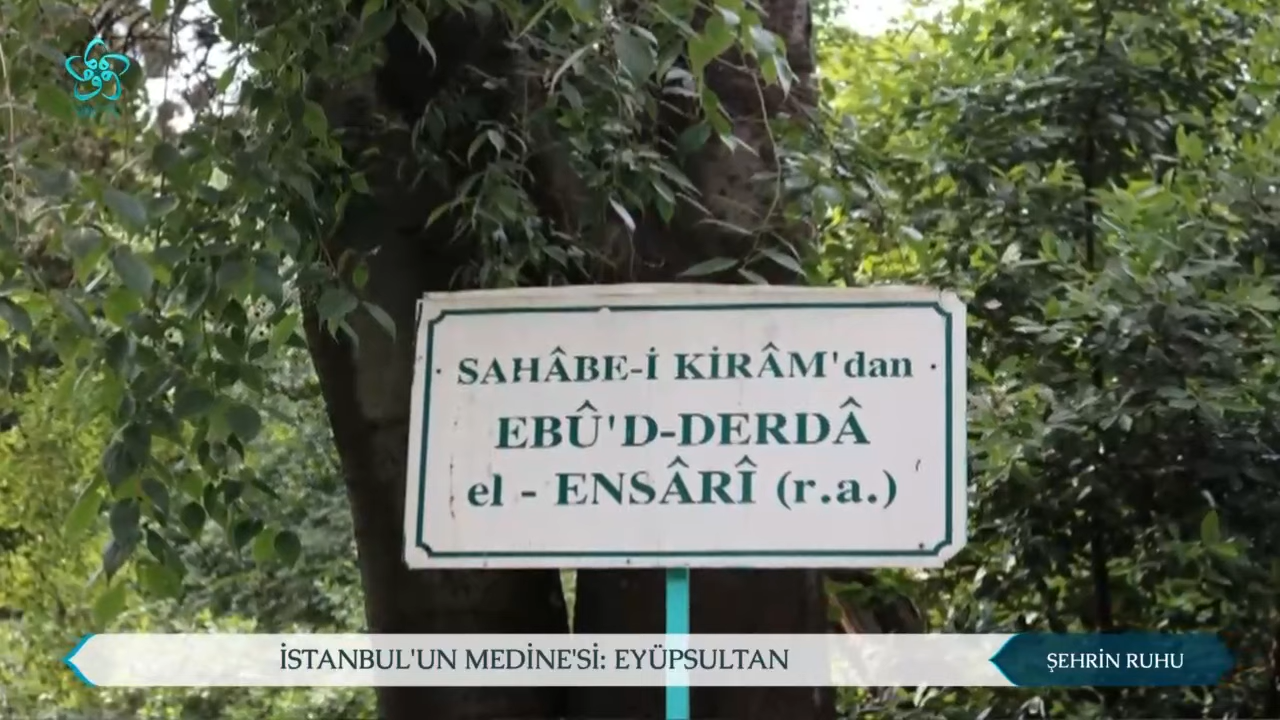 SAHÂBE-İ KİRÂM'dan
EBÛ'D-DERDÂ
el - ENSÂRÎ (r.a.)
İSTANBUL'UN MEDİNE'Sİ: EYÜPSULTAN
ŞEHRİN RUHU